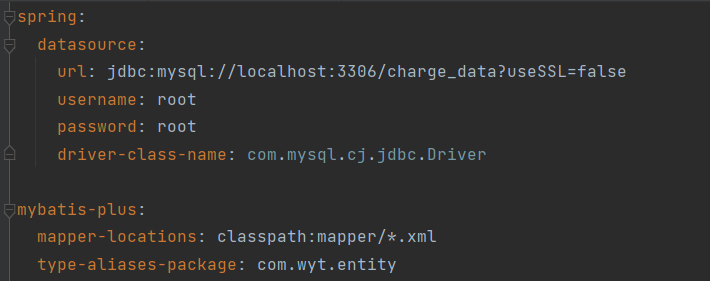 spring:
  datasource:
    url: jdbc:mysql://localhost:3306/charge_data?useSSL=false
    username: root
    password: root
    driver-class-name: com.mysql.cj.jdbc.Driver

mybatis-plus:
  mapper-locations: classpath:mapper/*.xml
  type-aliases-package: com.wyt.entity